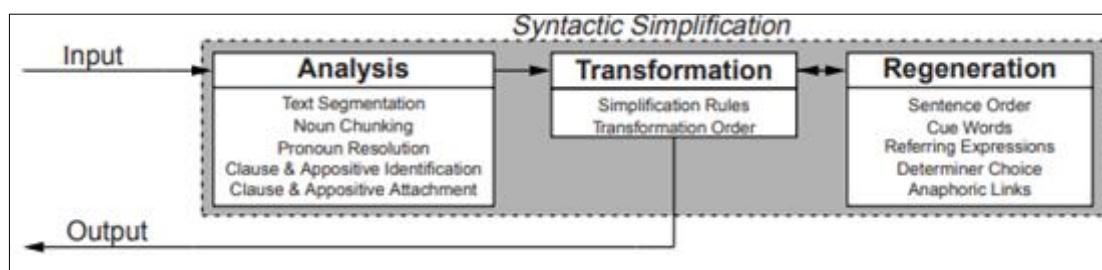 Syntactic Simplification
Input
Analysis
Text Segmentation
Noun Chunking
Pronoun Resolution
Clause & Appositive Identification
Clause & Appositive Attachment
Transformation
Simplification Rules
Transformation Order
Regeneration
Sentence Order
Cue Words
Referring Expressions
Determiner Choice
Anaphoric Links
Output